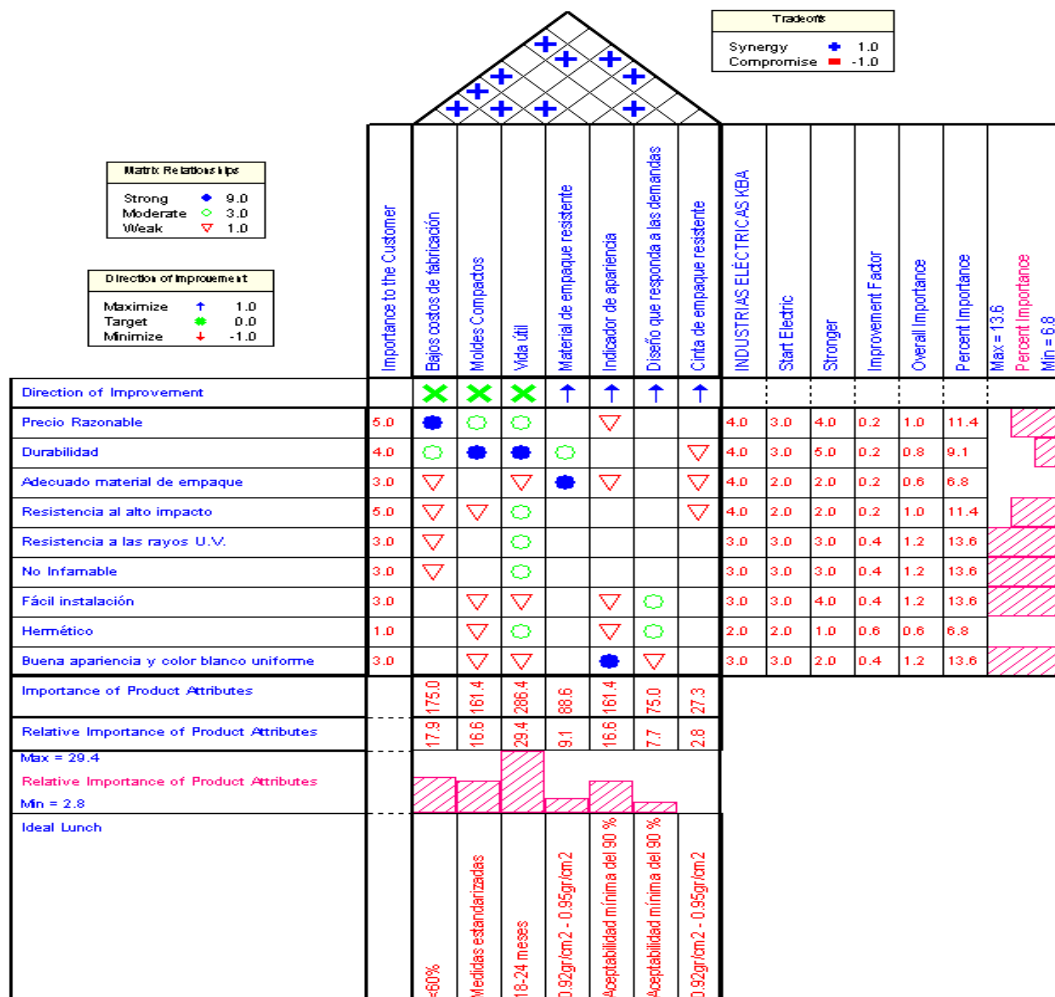 Tradeoffs
Synergy 1.0
Compromise -1.0
Matrix Relationships
Strong 9.0
Moderate 3.0
Weak 1.0
Direction of Improvement
Maximize 1.0
Target 0.0
Minimize -1.0
Importance to the Customer
Bajos costos de fabricación
Moldes Compactos
Vida útil
Material de empaque resistente
Indicador de apariencia
Diseño que responda a las demandas
Cinta de empaque resistente
INDUSTRIAS ELÉCTRICAS KBA
Start Electric
Stronger
Improvement Factor
Overall Importance
Percent Importance
Max = 13.6
Percent Importance
Min = 6.8
Direction of Improvement
Precio Razonable 5.0 4.0 3.0 4.0 0.2 1.0 11.4
Durabilidad 4.0 4.0 3.0 5.0 0.2 0.8 9.1
Adecuado material de empaque 3.0 4.0 2.0 2.0 0.2 0.6 6.8
Resistencia al alto impacto 5.0 4.0 2.0 2.0 0.2 1.0 11.4
Resistencia a las rayos U.V. 3.0 3.0 3.0 3.0 0.4 1.2 13.6
No Infamable 3.0 3.0 3.0 3.0 0.4 1.2 13.6
Fácil instalación 3.0 3.0 3.0 4.0 0.4 1.2 13.6
Hermético 1.0 2.0 2.0 1.0 0.6 0.6 6.8
Buena apariencia y color blanco uniforme 3.0 3.0 3.0 2.0 0.4 1.2 13.6
Importance of Product Attributes 175.0 161.4 286.4 88.6 161.4 75.0 27.3
Relative Importance of Product Attributes 17.9 16.6 29.4 9.1 16.6 7.7 2.8
Max = 29.4
Relative Importance of Product Attributes
Min = 2.8
Ideal Lunch
<60%
Medidas estandarizadas
18-24 meses
0.92gr/cm2 - 0.95gr/cm2
Aceptabilidad mínima del 90 %
Aceptabilidad mínima del 90 %
0.92gr/cm2 - 0.95gr/cm2